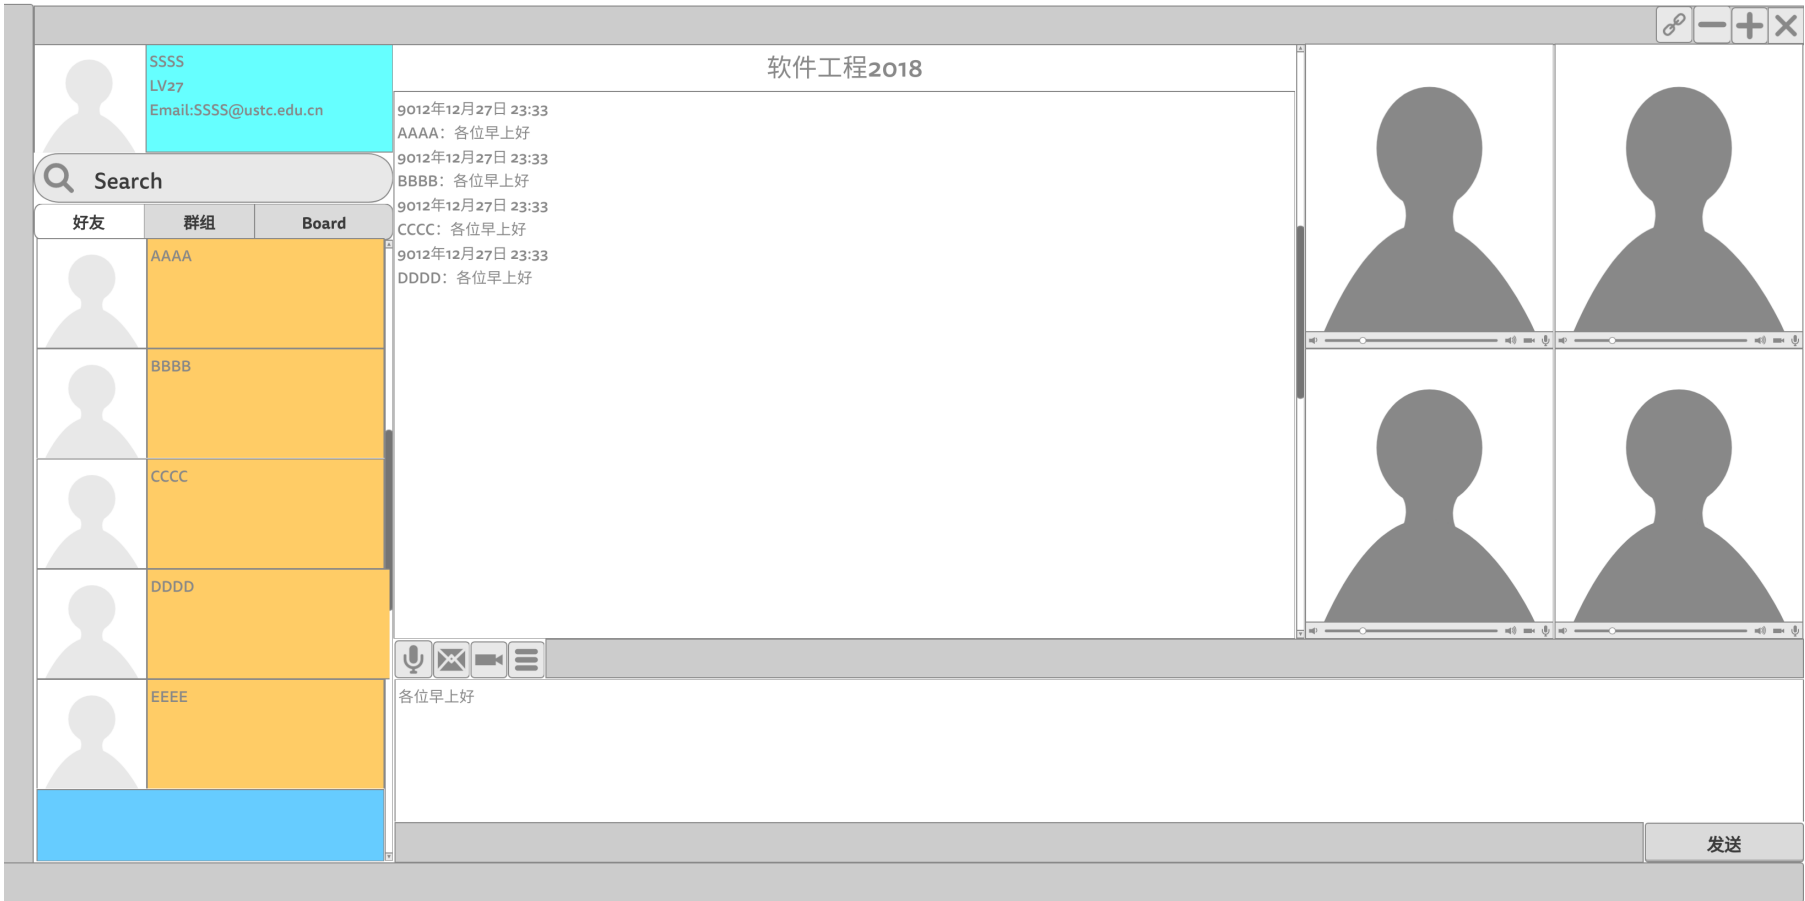 SSSS
LV27
Email:SSSS@ustc.edu.cn
Search
好友
群组
Board
AAAA
BBBB
CCCC
DDDD
EEEE
软件工程2018
9012年12月27日 23:33
AAAA：各位早上好
9012年12月27日 23:33
BBBB：各位早上好
9012年12月27日 23:33
CCCC：各位早上好
9012年12月27日 23:33
DDDD：各位早上好
各位早上好
发送